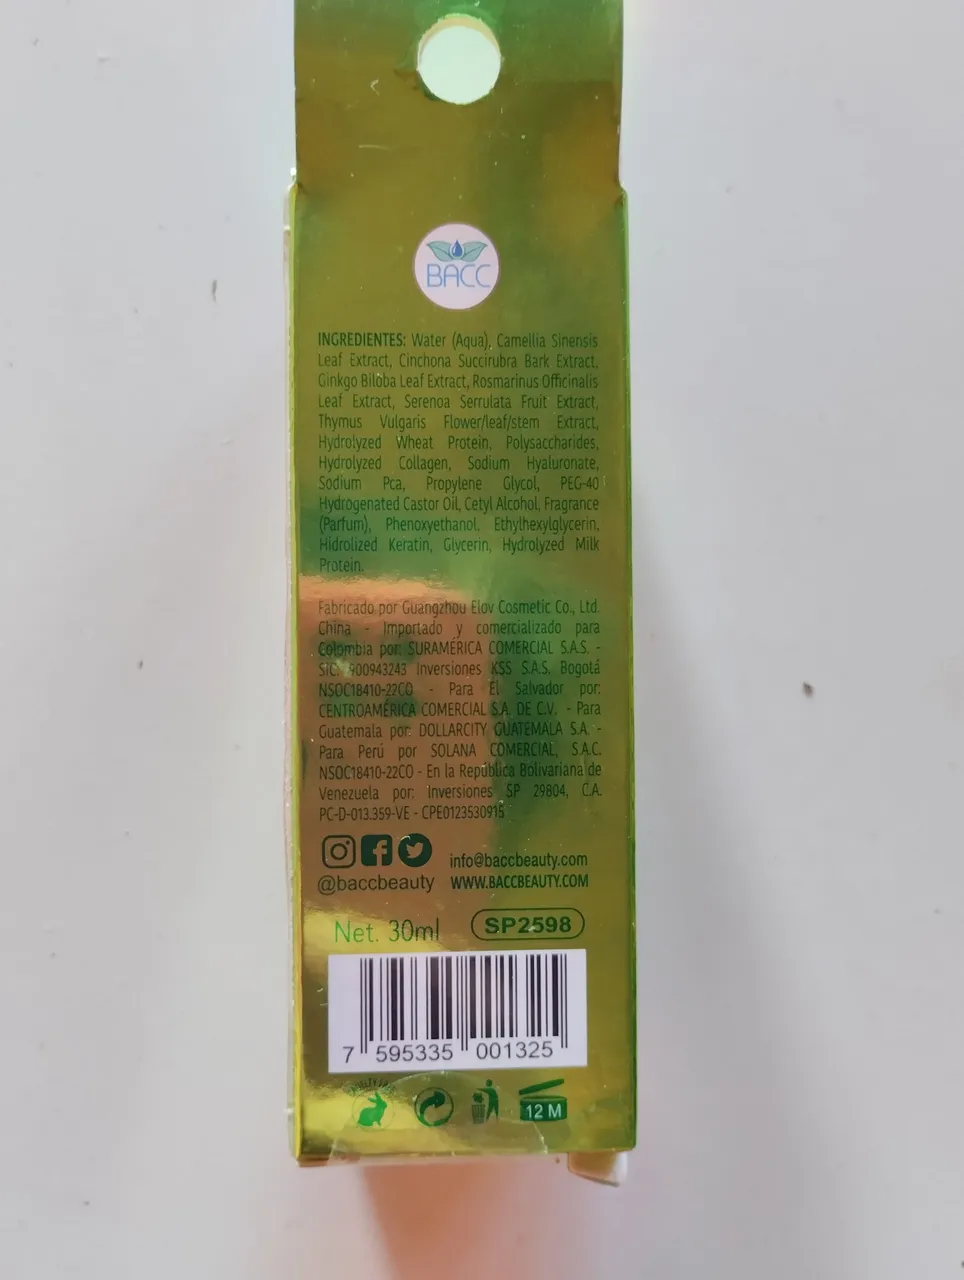 BACC
INGREDIENTES: Water (Aqua), Camellia Sinensis
Leaf Extract, Cinchona Succirubra Bark Extract,
Ginkgo Biloba Leaf Extract, Rosmarinus Officinalis
Leaf Extract, Serenoa Serrulata Fruit Extract,
Thymus Vulgaris Flower/leaf/stem Extract,
Hydrolyzed Wheat Protein, Polysaccharides,
Hydrolyzed Collagen, Sodium Hyaluronate,
Sodium Pca, Propylene Glycol, PEG-40
Hydrogenated Castor Oil, Cetyl Alcohol, Fragrance
(Parfum), Phenoxyethanol, Ethylhexylglycerin,
Hidrolized Keratin, Glycerin, Hydrolyzed Milk
Protein.
Fabricado por Guangzhou Elov Cosmetic Co., Ltd.
China - Importado y comercializado para
Colombia por: SURAMÉRICA COMERCIAL S.A.S. -
SIC. 900943243 Inversiones KSS S.A.S. Bogotá
NSOC18410-22CO - Para El Salvador por:
CENTROAMÉRICA COMERCIAL S.A. DE C.V. - Para
Guatemala por: DOLLARCITY GUATEMALA S.A. -
Para Perú por SOLANA COMERCIAL, S.A.C.
NSOC18410-22CO - En la República Bolivariana de
Venezuela por: Inversiones SP 29804, C.A.
PC-D-013.359-VE - CPE0123530915
@baccbeauty
info@baccbeauty.com
WWW.BACCBEAUTY.COM
Net. 30ml
SP2598
7 595335 001325
12 M